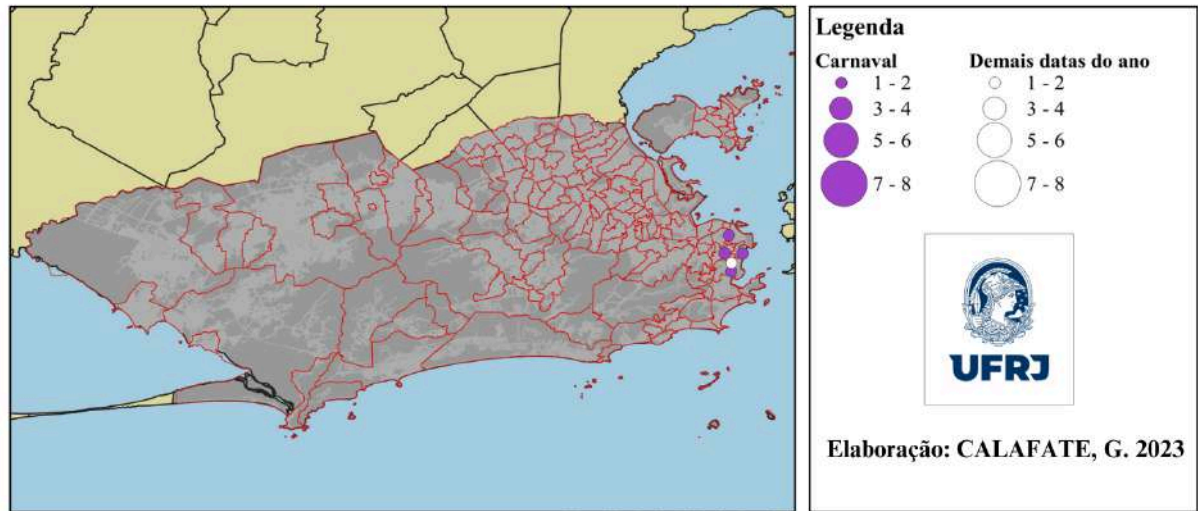 Legenda
Carnaval Demais datas do ano
1 - 2 1 - 2
3 - 4 3 - 4
5 - 6 5 - 6
7 - 8 7 - 8
UFRJ
Elaboração: CALAFATE, G. 2023